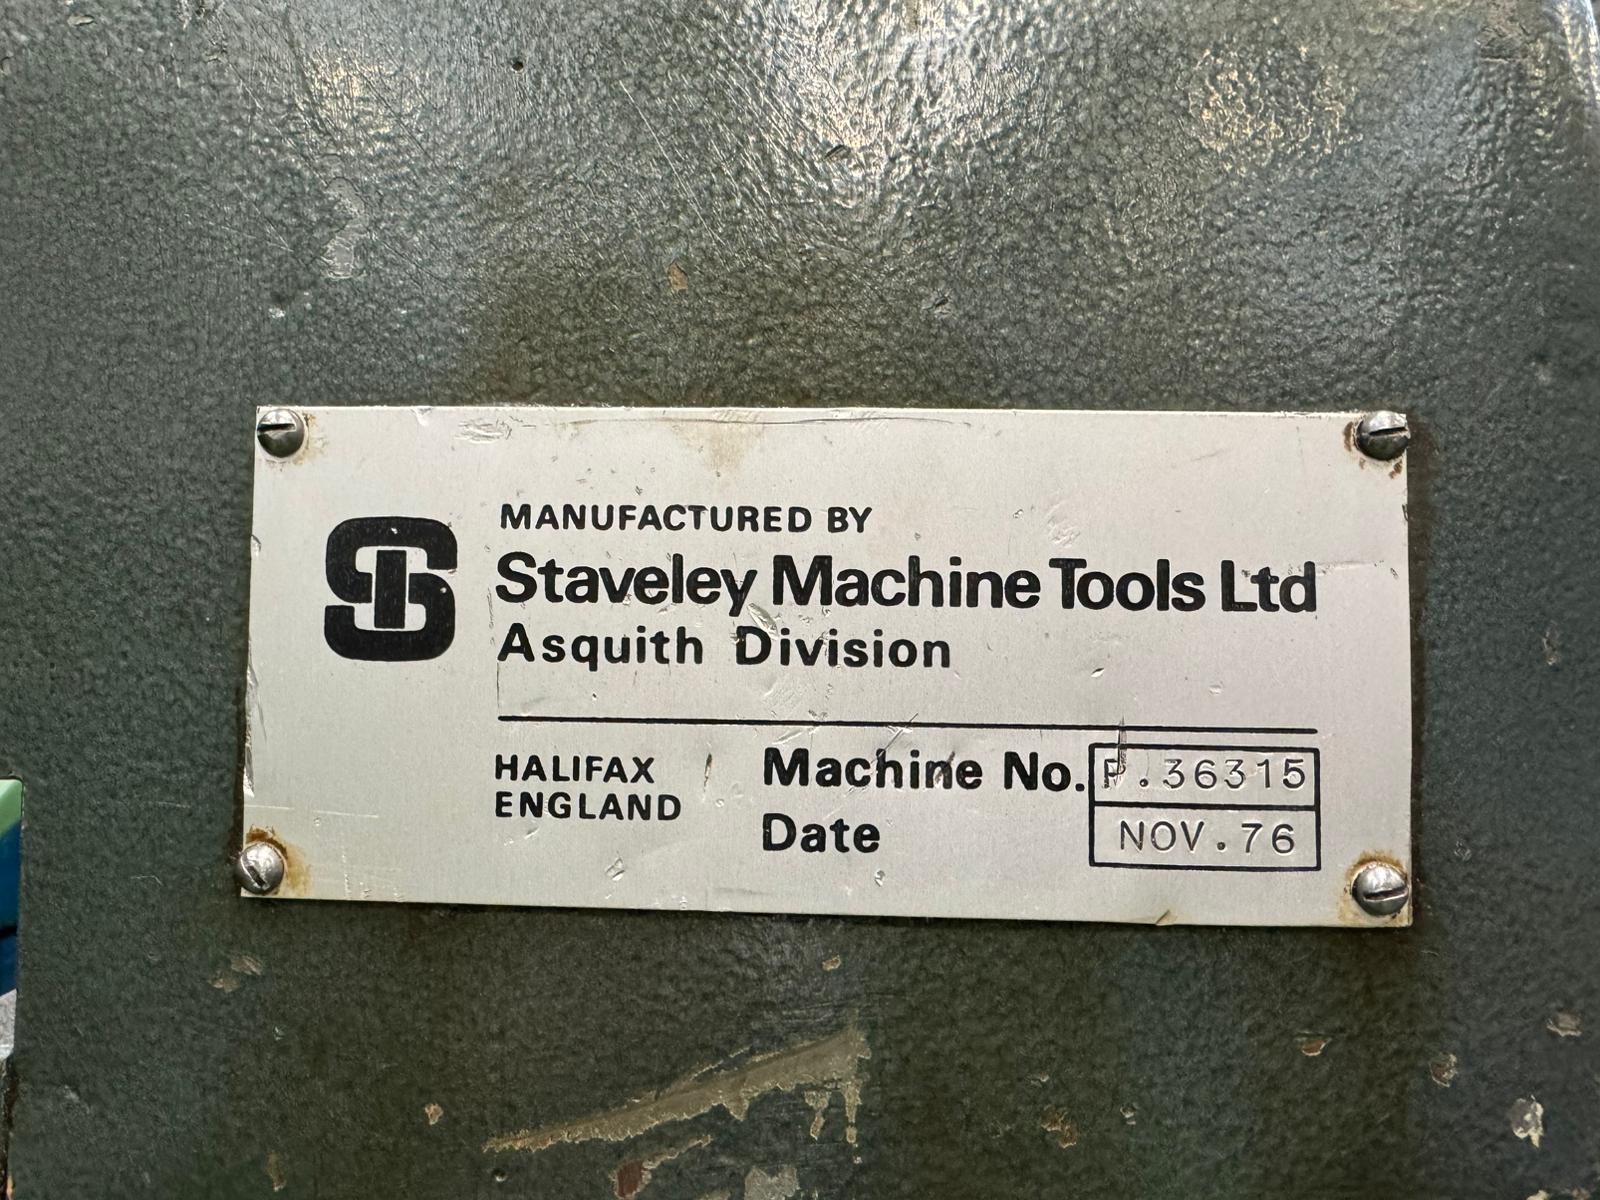 MANUFACTURED BY
Staveley Machine Tools Ltd
Asquith Division
HALIFAX
ENGLAND
Machine No. P.36315
Date NOV.76